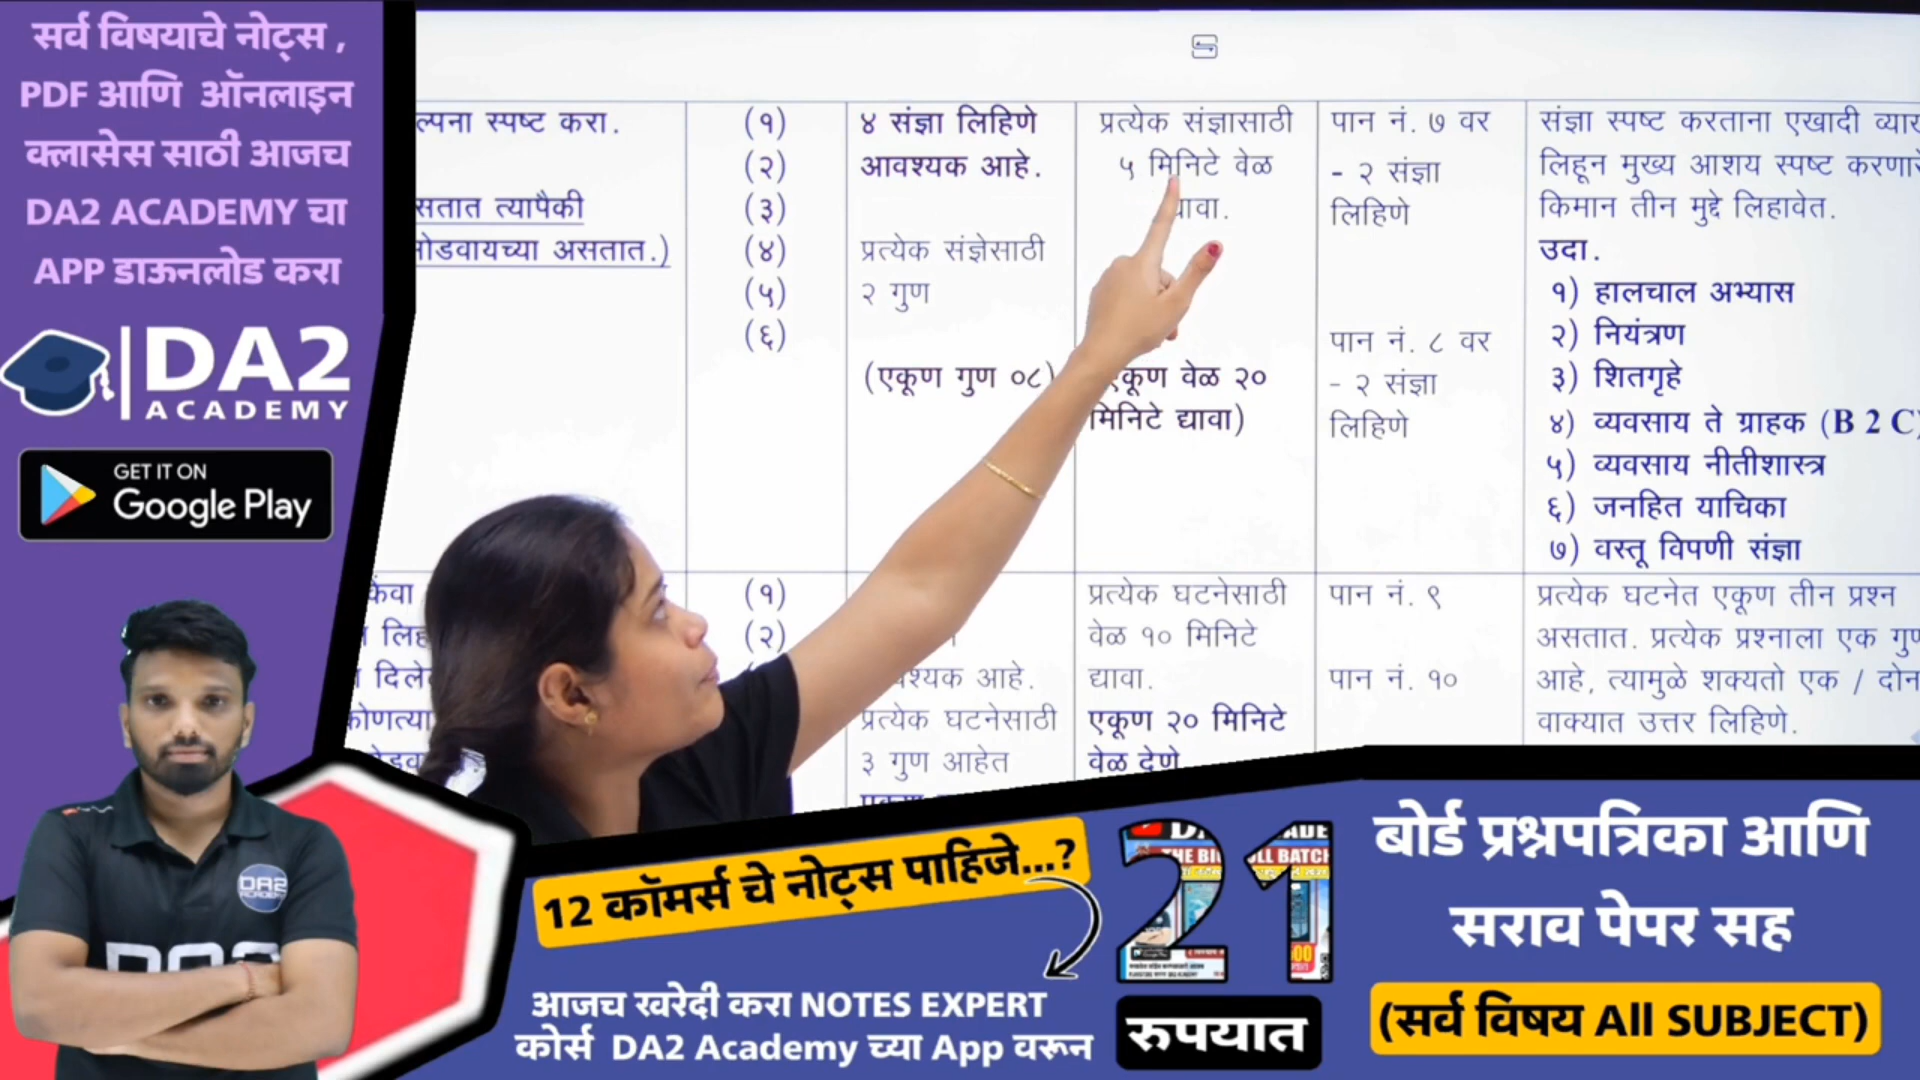 सर्व विषयाचे नोट्स ,
PDF आणि ऑनलाइन
क्लासेस साठी आजच
DA2 ACADEMY चा
APP डाऊनलोड करा
DA2
ACADEMY
GET IT ON
Google Play
ल्पना स्पष्ट करा.
सतात त्यापैकी
असतात.)
(१)
(२)
(३)
(४)
(५)
(६)
४ संज्ञा लिहिणे
आवश्यक आहे.
प्रत्येक संज्ञेसाठी
२ गुण
(एकूण गुण ०८)
प्रत्येक संज्ञासाठी
५ मिनिटे वेळ
द्यावा.
एकूण वेळ २०
मिनिटे द्यावा)
पान नं. ७ वर
- २ संज्ञा
लिहिणे
पान नं. ८ वर
- २ संज्ञा
लिहिणे
संज्ञा स्पष्ट करताना एखादी
लिहून मुख्य आशय स्पष्ट
किमान तीन मुद्दे लिहावेत.
उदा.
१) हालचाल अभ्यास
२) नियंत्रण
३) शितगृहे
४) व्यवसाय ते ग्राहक (B 2 C)
५) व्यवसाय नीतीशास्त्र
६) जनहित याचिका
७) वस्तू विपणी संज्ञा
(१)
(२)
आहे.
प्रत्येक घटनेसाठी
३ गुण आहेत
प्रत्येक घटनेसाठी
वेळ १० मिनिटे
द्यावा.
एकूण २० मिनिटे
वेळ देणे
पान नं. ९
पान नं. १०
प्रत्येक घटनेत एकूण तीन प्रश्न
असतात. प्रत्येक प्रश्नाला एक
आहे, त्यामुळे शक्यतो एक / दोन
वाक्यात उत्तर लिहिणे.
12 कॉमर्स चे नोट्स पाहिजे...?
आजच खरेदी करा NOTES EXPERT
कोर्स DA2 Academy च्या App वरून
21
रुपयात
बोर्ड प्रश्नपत्रिका आणि
सराव पेपर सह
(सर्व विषय All SUBJECT)